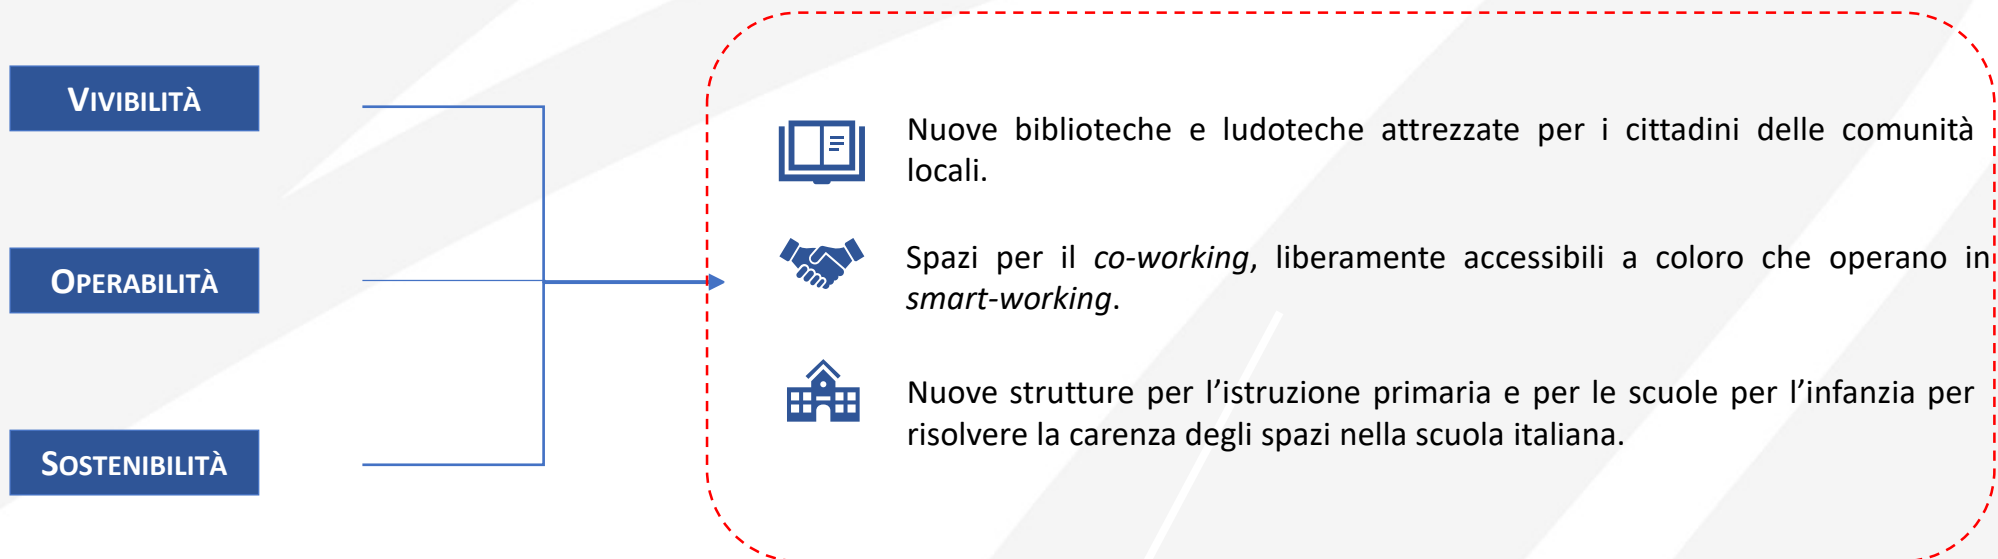 VIVIBILITÀ
OPERABILITÀ
SOSTENIBILITÀ
Nuove biblioteche e ludoteche attrezzate per i cittadini delle comunità
locali.
Spazi per il co-working, liberamente accessibili a coloro che operano in
smart-working.
Nuove strutture per l’istruzione primaria e per le scuole per l’infanzia per
risolvere la carenza degli spazi nella scuola italiana.